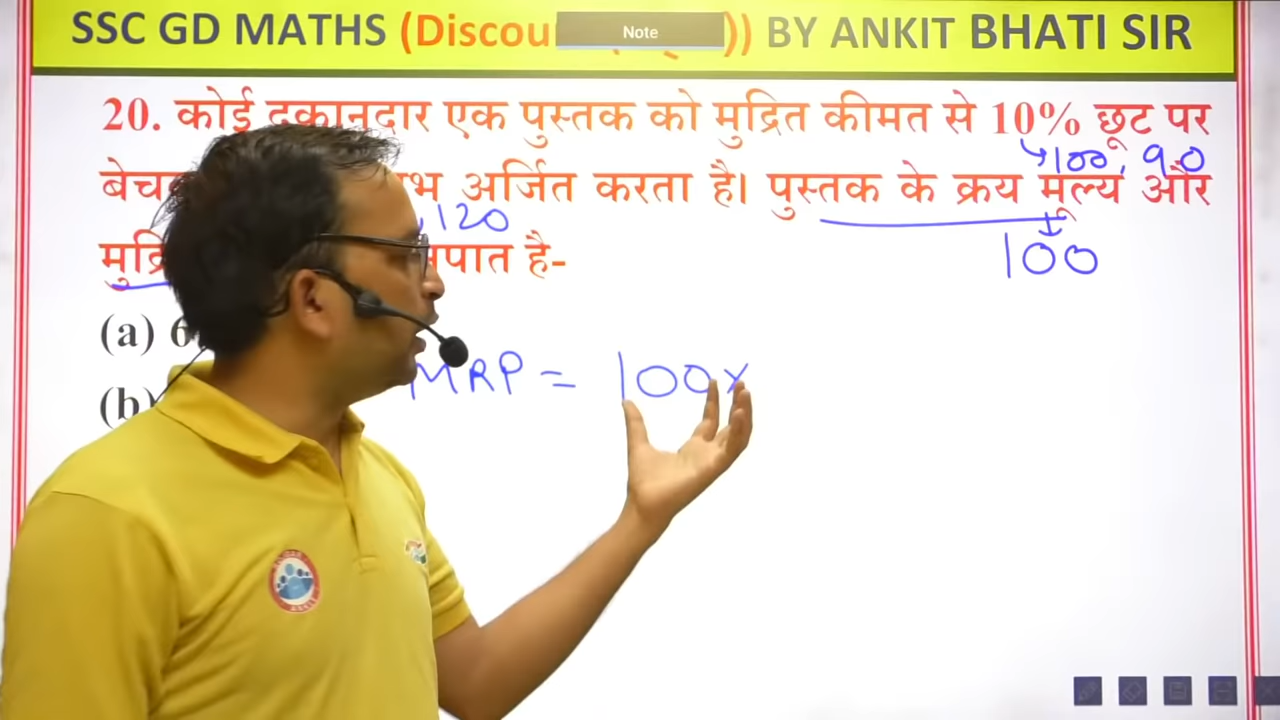 SSC GD MATHS (Discou )) BY ANKIT BHATI SIR
Note
20. कोई दुकानदार एक पुस्तक को मुद्रित कीमत से 10% छूट पर
100, 90
अर्जित करता है। पुस्तक के क्रय मूल्य और
120
है-
100
(a) 6
MRP = 100x
(b)